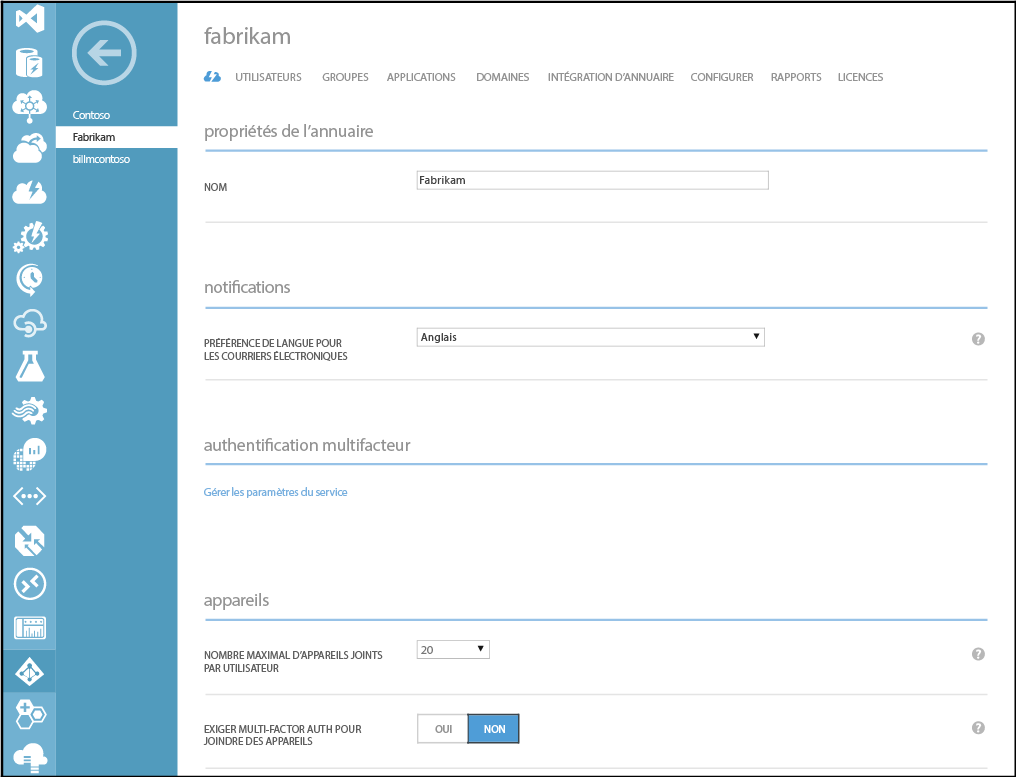 fabrikam
UTILISATEURS GROUPES APPLICATIONS DOMAINES INTÉGRATION D'ANNUAIRE CONFIGURER RAPPORTS LICENCES
Contoso
Fabrikam
billmcontoso
propriétés de l'annuaire
NOM
Fabrikam
notifications
PRÉFÉRENCE DE LANGUE POUR
LES COURRIERS ÉLECTRONIQUES
Anglais
?
authentification multifacteur
Gérer les paramètres du service
appareils
NOMBRE MAXIMAL D'APPAREILS JOINTS
PAR UTILISATEUR
20
?
EXIGER MULTI-FACTOR AUTH POUR
JOINDRE DES APPAREILS
OUI NON
?